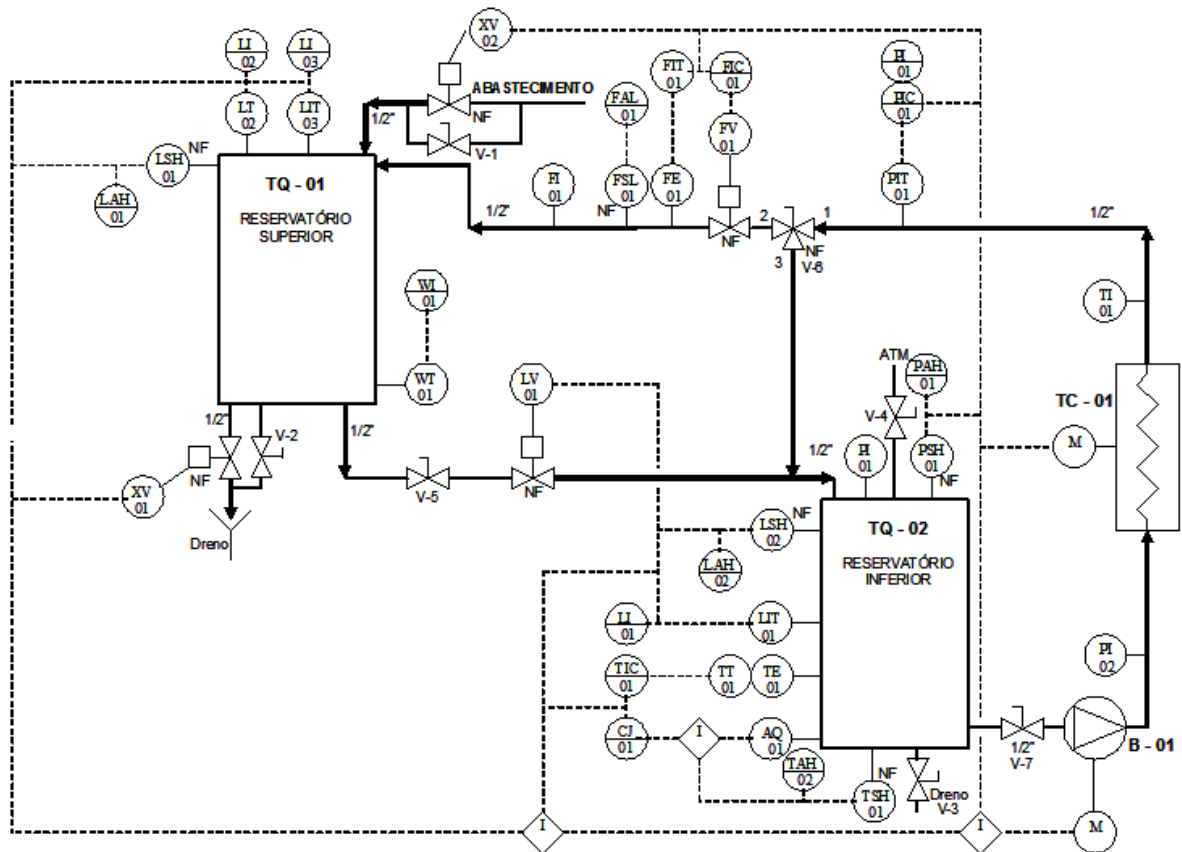 XV
02
LI
02
LI
03
LT
02
LIT
03
ABASTECIMENTO
NF
1/2"
V-1
FIT
01
FIC
01
PI
01
PIC
01
FAL
01
FV
01
NF
LSH
01
LAH
01
TQ - 01
RESERVATÓRIO
SUPERIOR
FI
01
FSL
01
NF
FE
01
PIT
01
1/2"
NF
2
1
3
NF
V-6
1/2"
TI
01
WI
01
WT
01
LV
01
ATM
PAH
01
V-4
TC - 01
M
1/2"
V-2
1/2"
NF
XV
01
Dreno
V-5
NF
1/2"
PI
01
PSH
01
NF
TQ - 02
RESERVATÓRIO
INFERIOR
LSH
02
NF
LAH
02
LI
01
LIT
01
TIC
01
TT
01
TE
01
PI
02
CJ
01
I
AQ
01
TAH
02
NF
TSH
01
Dreno
V-3
1/2"
V-7
B - 01
I
I
M